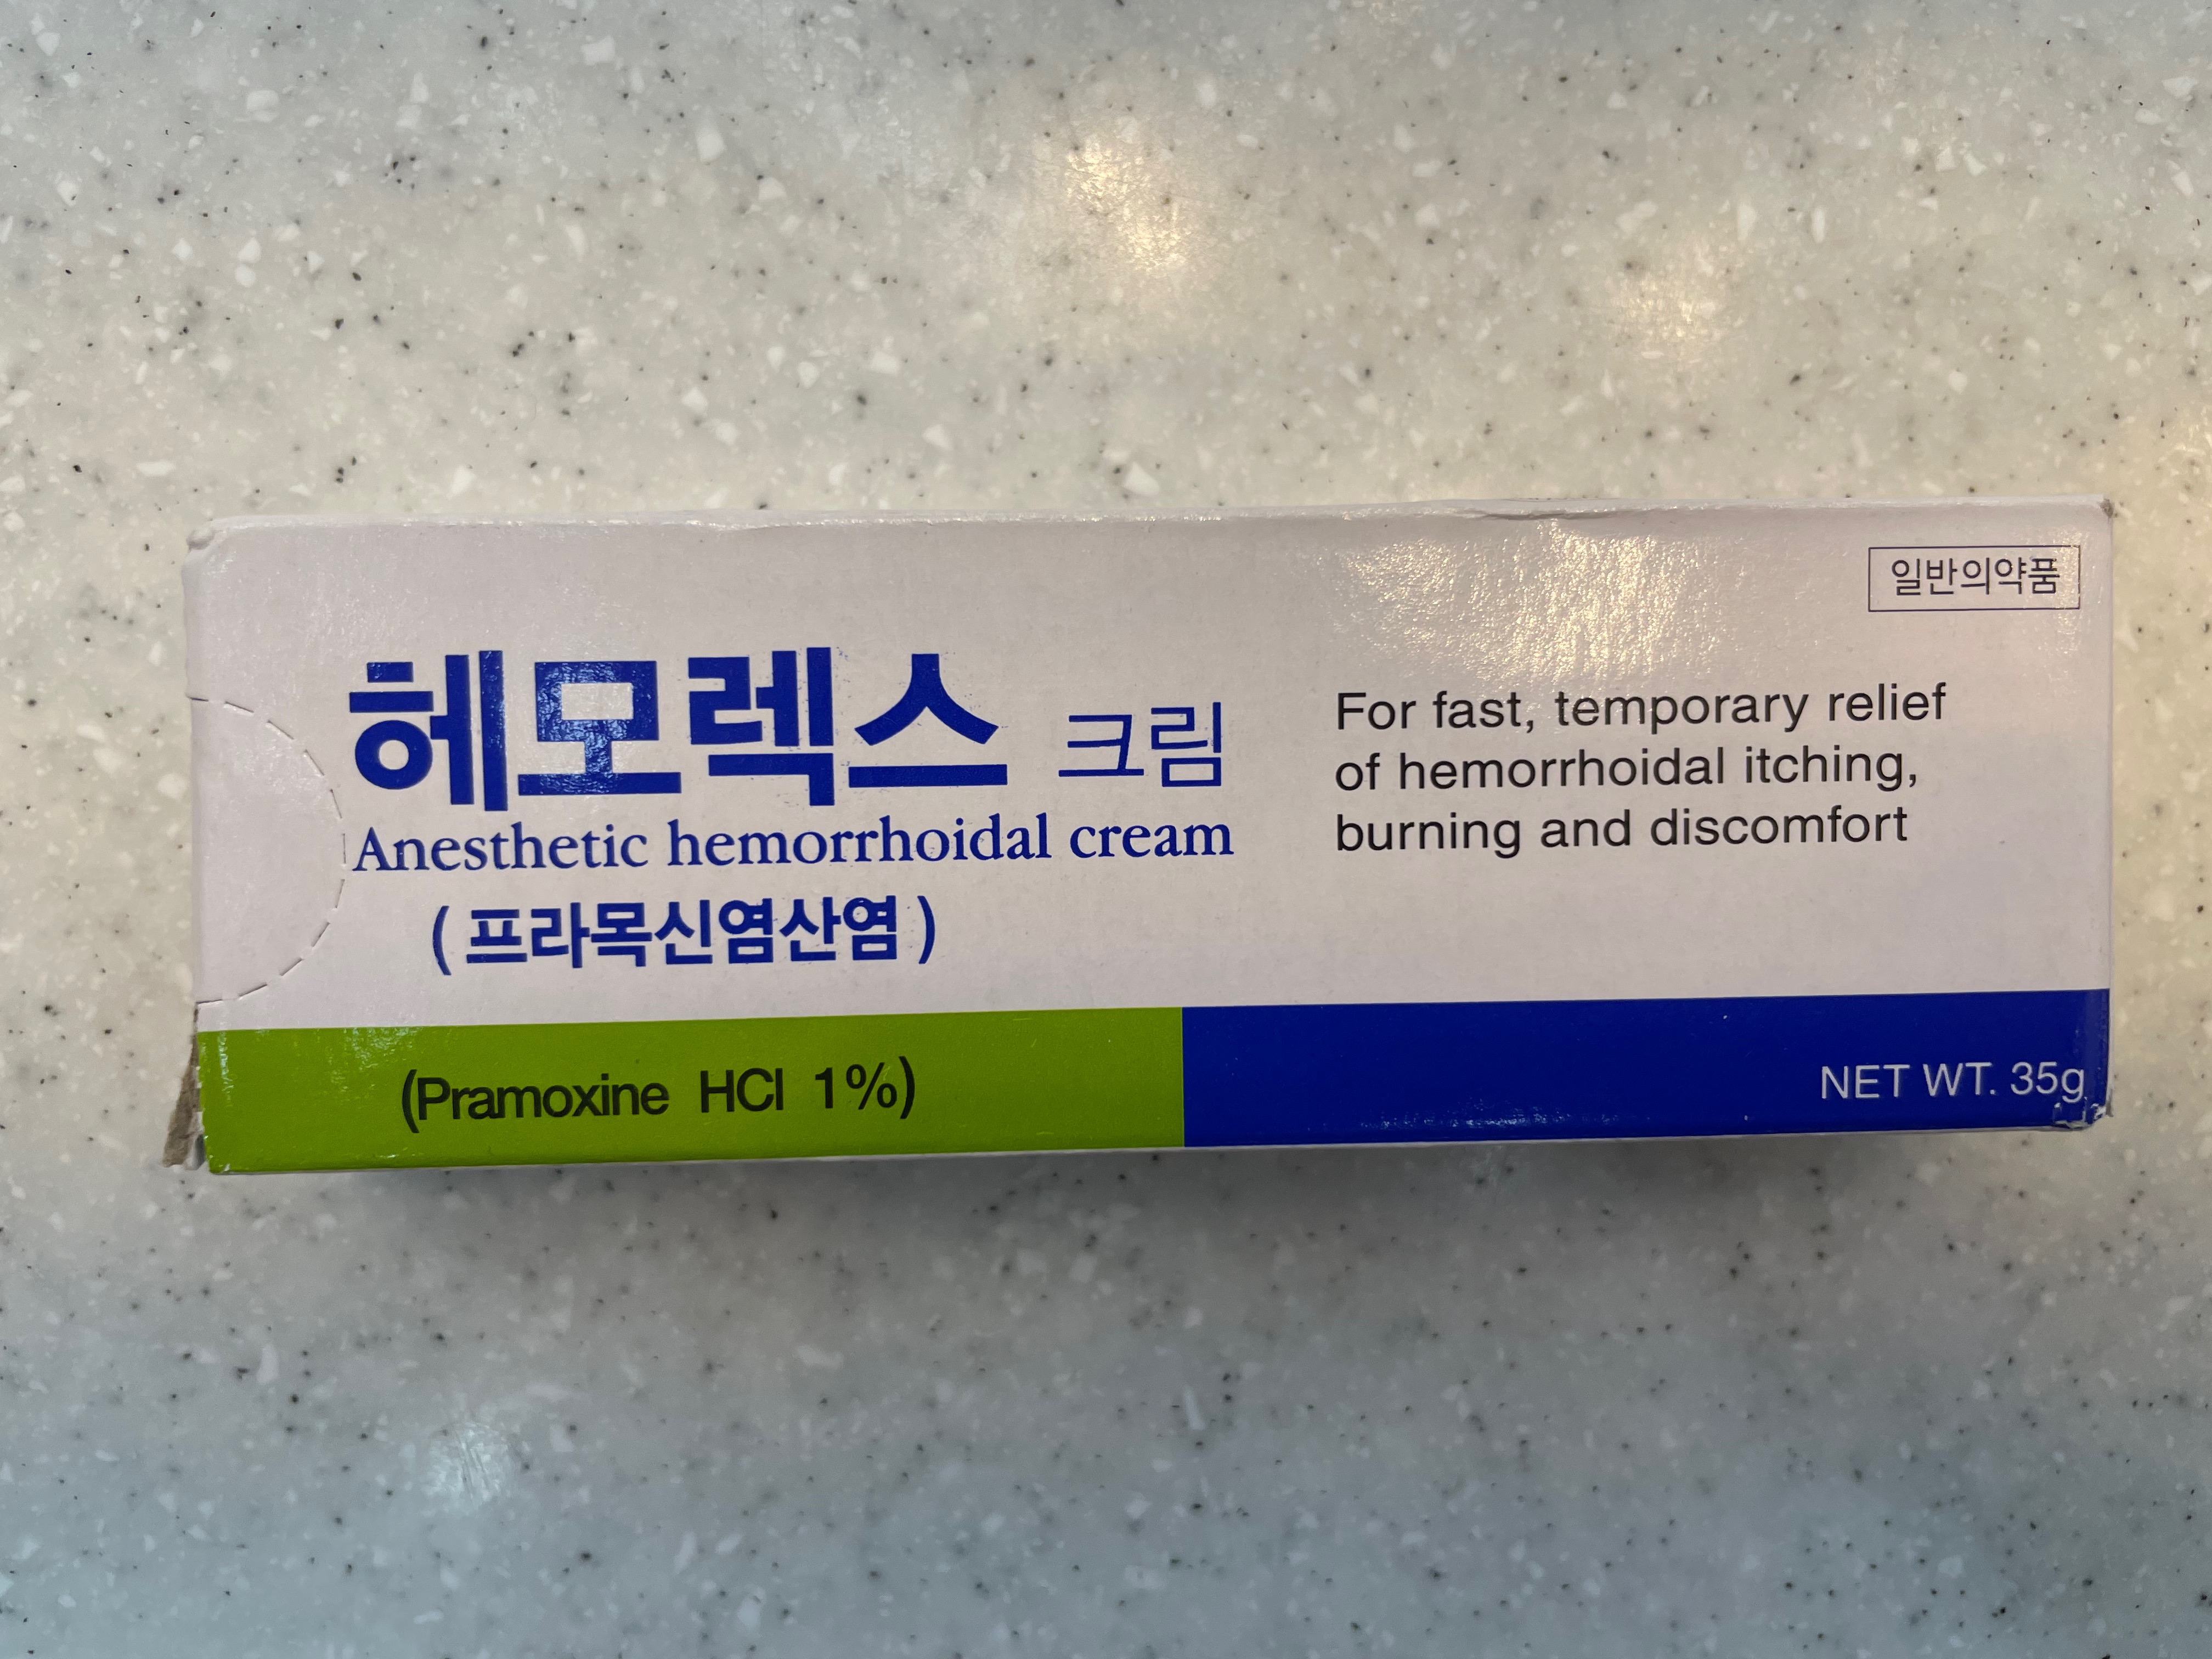 일반의약품
헤모렉스 크림
Anesthetic hemorrhoidal cream
(프라목신염산염)
For fast, temporary relief
of hemorrhoidal itching,
burning and discomfort
(Pramoxine HCl 1%)
NET WT. 35g